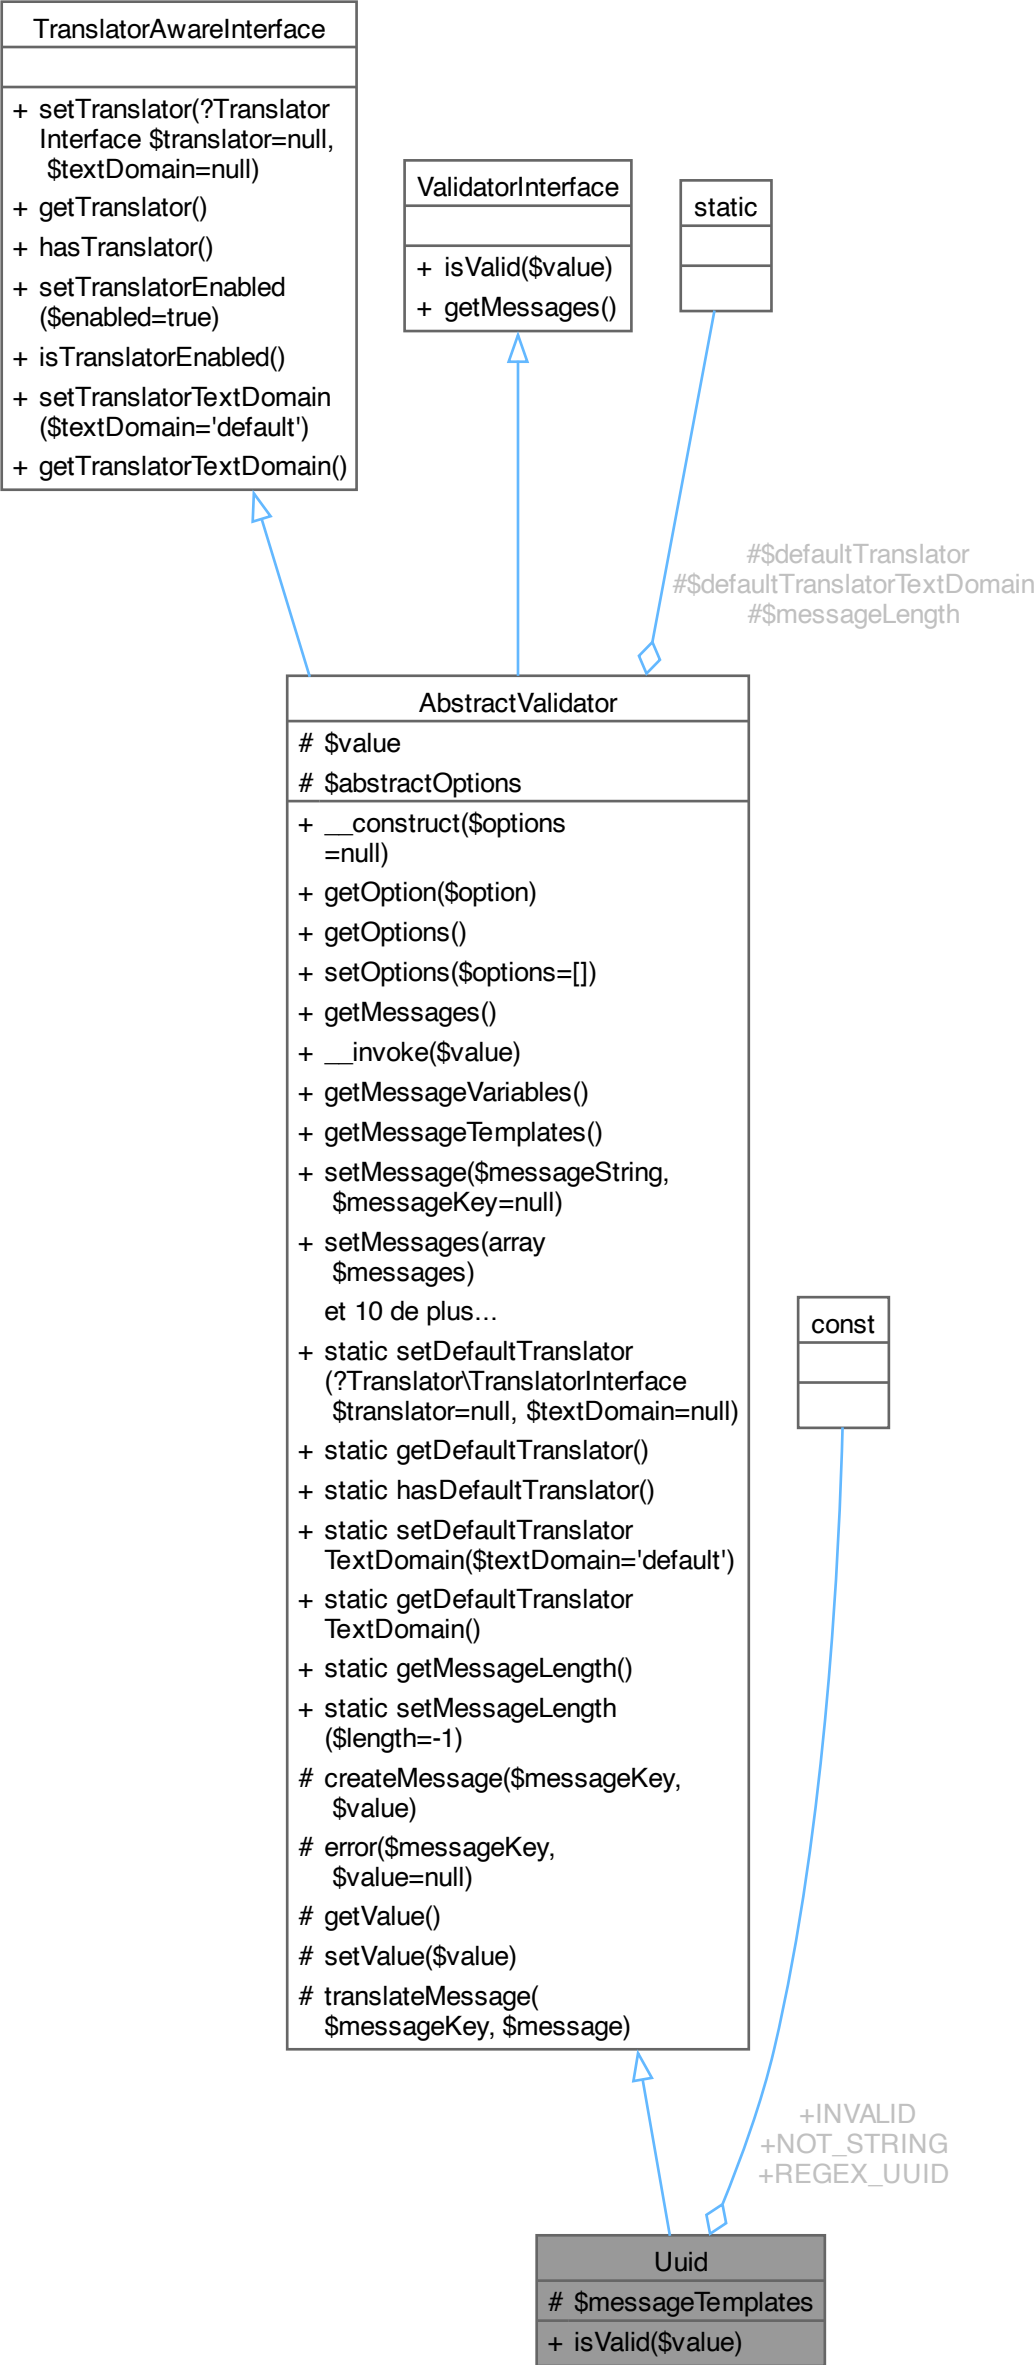 TranslatorAwareInterface
+ setTranslator(?Translator
Interface $translator=null,
$textDomain=null)
+ getTranslator()
+ hasTranslator()
+ setTranslatorEnabled
($enabled=true)
+ isTranslatorEnabled()
+ setTranslatorTextDomain
($textDomain='default')
+ getTranslatorTextDomain()
ValidatorInterface
+ isValid($value)
+ getMessages()
static
#$defaultTranslator
#$defaultTranslatorTextDomain
#$messageLength
AbstractValidator
# $value
# $abstractOptions
+ __construct($options
=null)
+ getOption($option)
+ getOptions()
+ setOptions($options=[])
+ getMessages()
+ __invoke($value)
+ getMessageVariables()
+ getMessageTemplates()
+ setMessage($messageString,
$messageKey=null)
+ setMessages(array
$messages)
et 10 de plus...
+ static setDefaultTranslator
(?Translator\TranslatorInterface
$translator=null, $textDomain=null)
+ static getDefaultTranslator()
+ static hasDefaultTranslator()
+ static setDefaultTranslator
TextDomain($textDomain='default')
+ static getDefaultTranslator
TextDomain()
+ static getMessageLength()
+ static setMessageLength
($length=-1)
# createMessage($messageKey,
$value)
# error($messageKey,
$value=null)
# getValue()
# setValue($value)
# translateMessage(
$messageKey, $message)
const
+INVALID
+NOT_STRING
+REGEX_UUID
Uuid
# $messageTemplates
+ isValid($value)